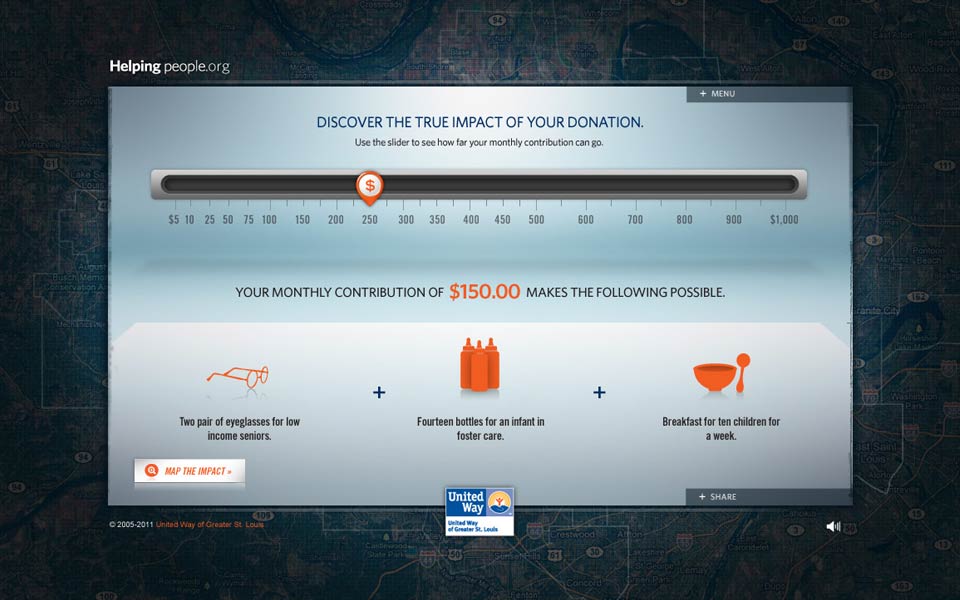 Helping people.org
+ MENU
DISCOVER THE TRUE IMPACT OF YOUR DONATION.
Use the slider to see how far your monthly contribution can go.
$
$5 10 25 50 75 100 150 200 250 300 350 400 450 500 600 700 800 900 $1,000
YOUR MONTHLY CONTRIBUTION OF $150.00 MAKES THE FOLLOWING POSSIBLE.
+ +
Two pair of eyeglasses for low
income seniors.
Fourteen bottles for an infant in
foster care.
Breakfast for ten children for
a week.
MAP THE IMPACT »
+ SHARE
United
Way
United Way
of Greater St. Louis
© 2005-2011 United Way of Greater St. Louis